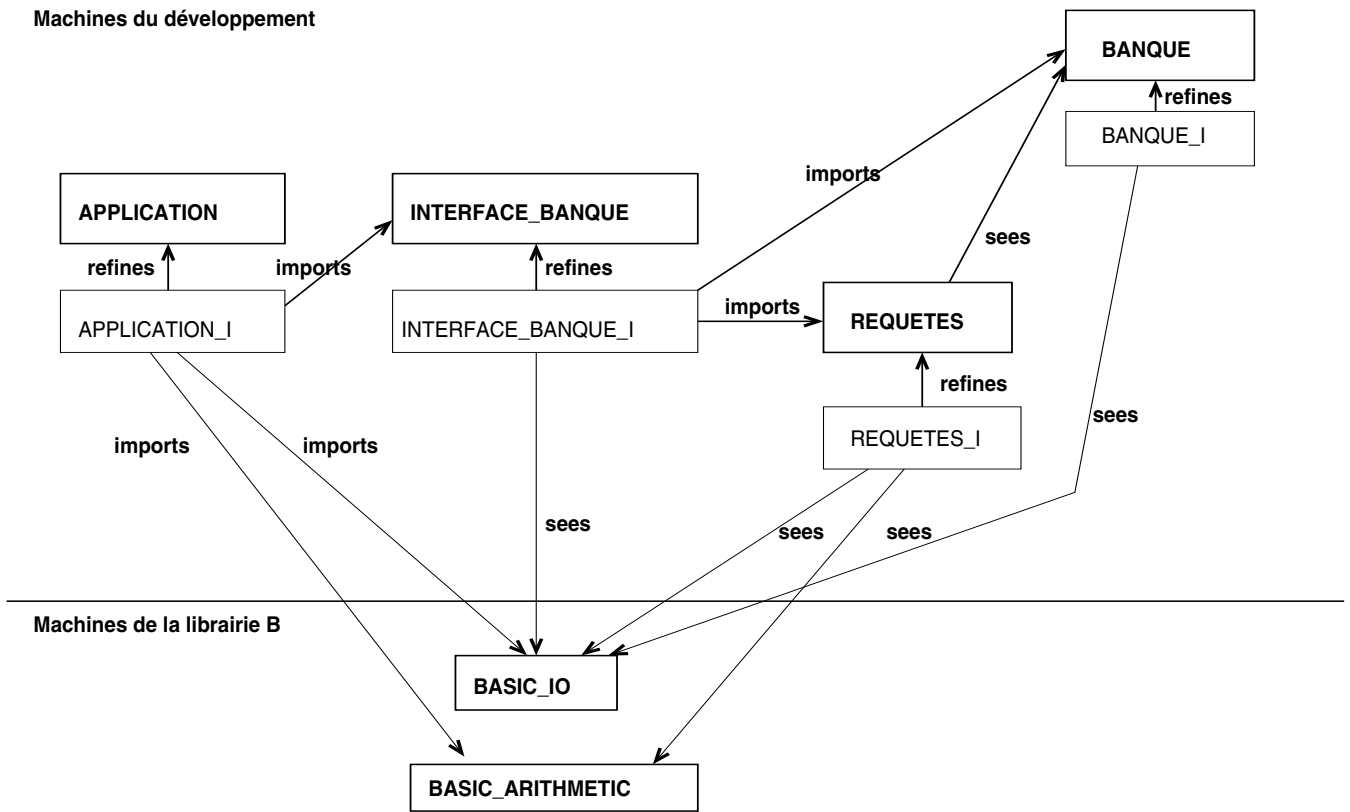 Machines du développement
BANQUE
refines
BANQUE_I
imports
APPLICATION
INTERFACE_BANQUE
sees
refines
imports
refines
imports
REQUETES
APPLICATION_I
INTERFACE_BANQUE_I
refines
sees
REQUETES_I
imports
imports
sees
sees
sees
Machines de la librairie B
BASIC_IO
BASIC_ARITHMETIC